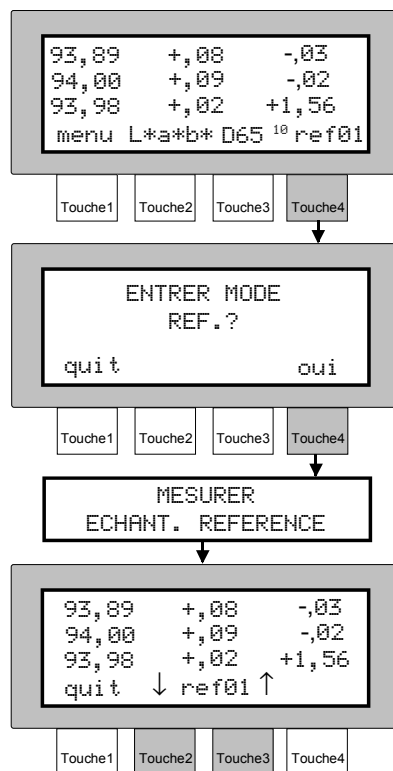 93,89 +,08 -,03
94,00 +,09 -,02
93,98 +,02 +1,56
menu L*a*b* D65 10 ref01
Touche1 Touche2 Touche3 Touche4
ENTRER MODE
REF.?
quit oui
Touche1 Touche2 Touche3 Touche4
MESURER
ECHANT. REFERENCE
93,89 +,08 -,03
94,00 +,09 -,02
93,98 +,02 +1,56
quit ↓ ref01 ↑
Touche1 Touche2 Touche3 Touche4